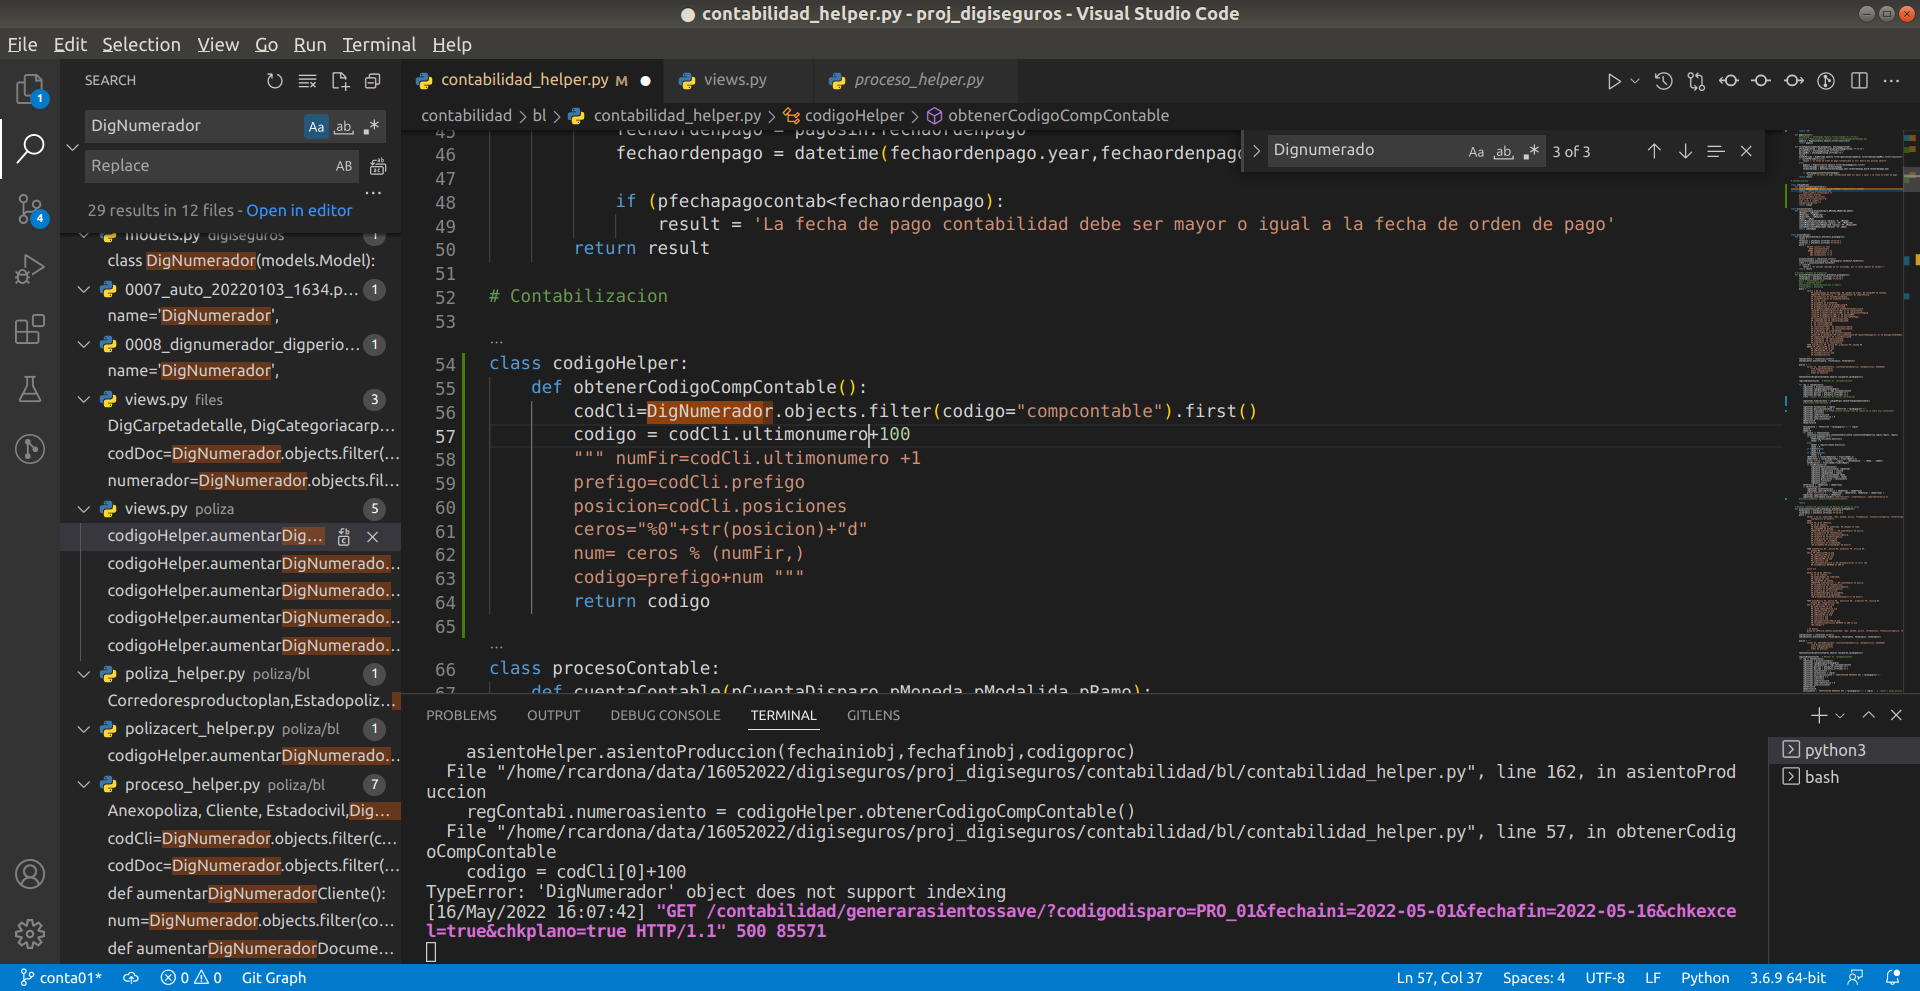 contabilidad_helper.py - proj_digiseguros - Visual Studio Code
File Edit Selection View Go Run Terminal Help
SEARCH
DigNumerador
Aa ab
Replace
AB
29 results in 12 files - Open in editor
models.py digiseguros 1
class DigNumerador(models.Model):
0007_auto_20220103_1634.p... 1
name='DigNumerador',
0008_dignumerador_digperio... 1
name='DigNumerador',
views.py files 3
DigCarpetadetalle, DigCategoriacarp...
codDoc=DigNumerador.objects.filter(...
numerador=DigNumerador.objects.fil...
views.py poliza 5
codigoHelper.aumentarDig...
codigoHelper.aumentarDigNumerado...
codigoHelper.aumentarDigNumerado...
codigoHelper.aumentarDigNumerado...
codigoHelper.aumentarDigNumerado...
poliza_helper.py poliza/bl 1
Corredoresproductoplan,Estadopoliz...
polizacert_helper.py poliza/bl 1
codigoHelper.aumentarDigNumerado...
proceso_helper.py poliza/bl 7
Anexopoliza, Cliente, Estadocivil,Dig...
codCli=DigNumerador.objects.filter(c...
codDoc=DigNumerador.objects.filter(...
def aumentarDigNumeradorCliente():
num=DigNumerador.objects.filter(co...
def aumentarDigNumeradorDocume...
contabilidad_helper.py M
views.py
proceso_helper.py
contabilidad > bl > contabilidad_helper.py > codigoHelper > obtenerCodigoCompContable
Dignumerado
Aa ab 3 of 3
45 fechaordenpago = pagosin.fechaordenpago
46 fechaordenpago = datetime(fechaordenpago.year,fechaordenpago
47
48 if (pfechapagocontab<fechaordenpago):
49 result = 'La fecha de pago contabilidad debe ser mayor o igual a la fecha de orden de pago'
50 return result
51
52 # Contabilizacion
53
...
54 class codigoHelper:
55 def obtenerCodigoCompContable():
56 codCli=DigNumerador.objects.filter(codigo="compcontable").first()
57 codigo = codCli.ultimonumero+100
58 """ numFir=codCli.ultimonumero +1
59 prefigo=codCli.prefigo
60 posicion=codCli.posiciones
61 ceros="%0"+str(posicion)+"d"
62 num= ceros % (numFir,)
63 codigo=prefigo+num """
64 return codigo
65
...
66 class procesoContable:
67 def cuentaContable(pCuentaDisparo,pMoneda,pModalida,pRamo):
PROBLEMS OUTPUT DEBUG CONSOLE TERMINAL GITLENS
asientoHelper.asientoProduccion(fechainiobj,fechafinobj,codigoproc)
File "/home/rcardona/data/16052022/digiseguros/proj_digiseguros/contabilidad/bl/contabilidad_helper.py", line 162, in asientoProd
uccion
regContabi.numeroasiento = codigoHelper.obtenerCodigoCompContable()
File "/home/rcardona/data/16052022/digiseguros/proj_digiseguros/contabilidad/bl/contabilidad_helper.py", line 57, in obtenerCodig
oCompContable
codigo = codCli[0]+100
TypeError: 'DigNumerador' object does not support indexing
[16/May/2022 16:07:42] "GET /contabilidad/generarasientossave/?codigodisparo=PRO_01&fechaini=2022-05-01&fechafin=2022-05-16&chkexce
l=true&chkplano=true HTTP/1.1" 500 85571
python3
bash
1
4
conta01* 0 0 Git Graph
Ln 57, Col 37 Spaces: 4 UTF-8 LF Python 3.6.9 64-bit